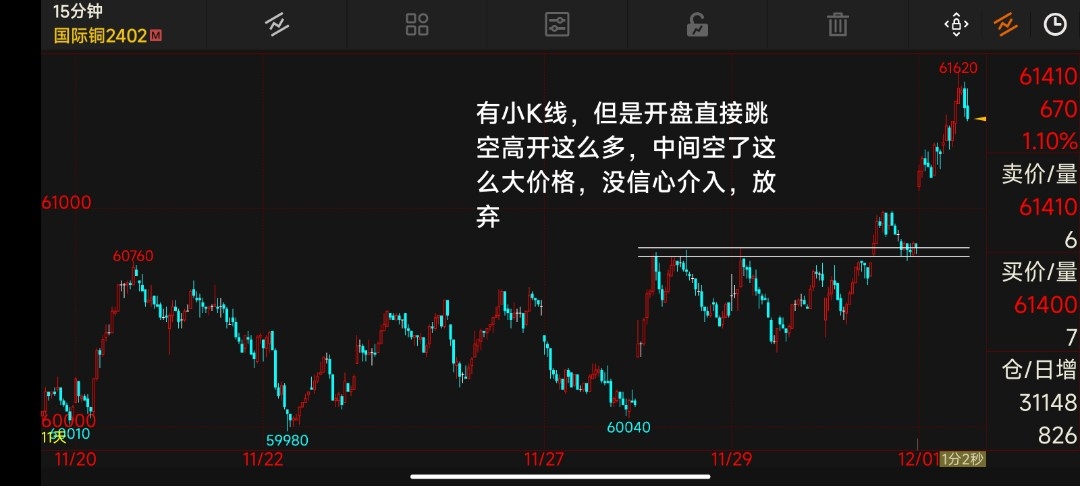 15分钟
国际铜2402 M
61620
61410
670
1.10%
有小K线，但是开盘直接跳
空高开这么多，中间空了这
么大价格，没信心介入，放
弃
卖价/量
61410
6
61000
60760
买价/量
61400
7
仓/日增
31148
826
60000
60010
11天
59980
60040
11/20
11/22
11/27
11/29
12/01
1分2秒